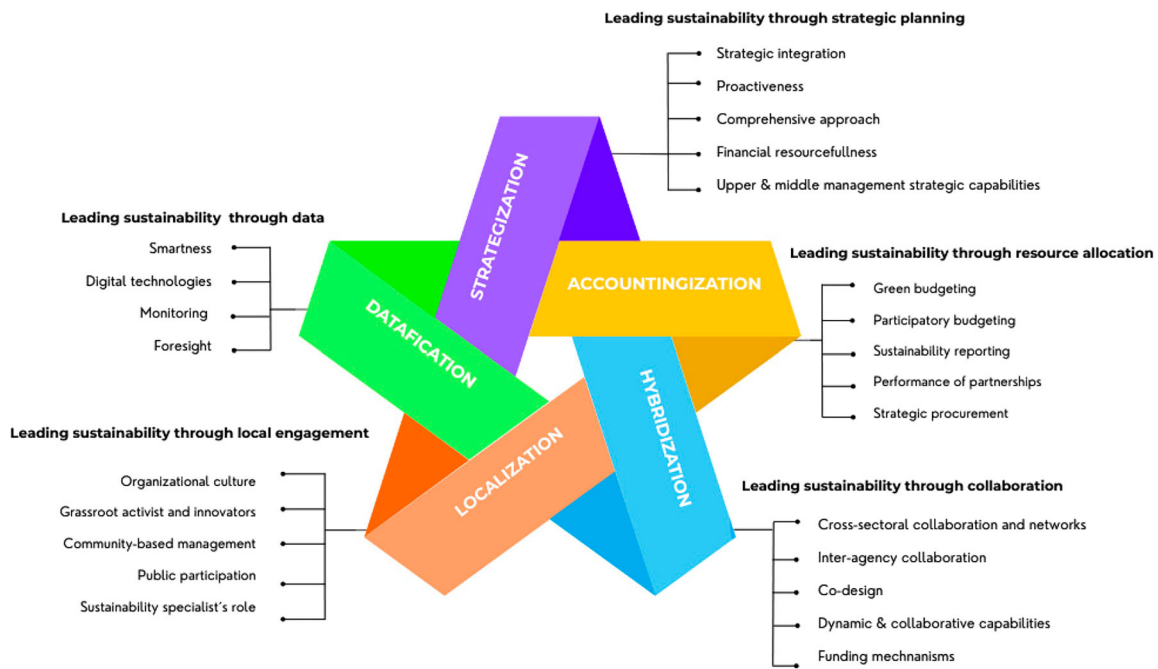 Leading sustainability through strategic planning
Strategic integration
Proactiveness
Comprehensive approach
Financial resourcefullness
Upper & middle management strategic capabilities
STRATEGIZATION
Leading sustainability through data
Smartness
Digital technologies
Monitoring
Foresight
DATAFICATION
Leading sustainability through resource allocation
Green budgeting
Participatory budgeting
Sustainability reporting
Performance of partnerships
Strategic procurement
ACCOUNTINGIZATION
Leading sustainability through local engagement
Organizational culture
Grassroot activist and innovators
Community-based management
Public participation
Sustainability specialist´s role
LOCALIZATION
HYBRIDIZATION
Leading sustainability through collaboration
Cross-sectoral collaboration and networks
Inter-agency collaboration
Co-design
Dynamic & collaborative capabilities
Funding mechnanisms